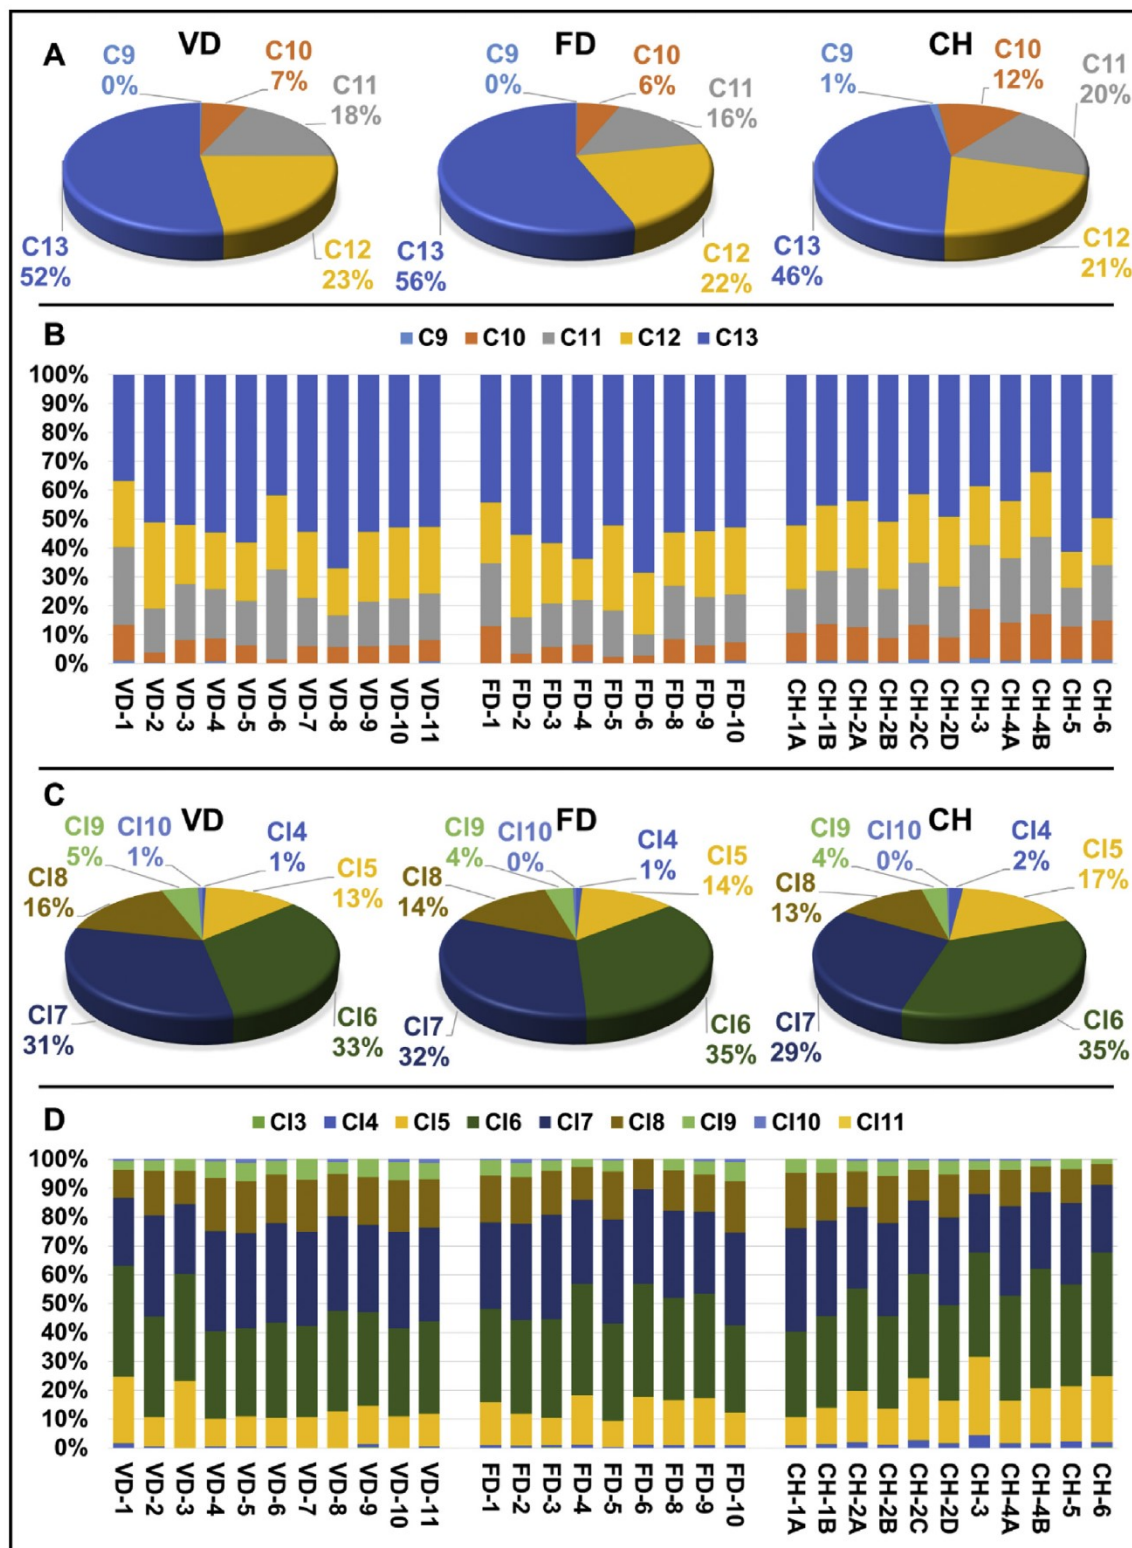 A
VD
FD
CH
C9
0%
C10
7%
C11
18%
C12
23%
C13
52%
C9
0%
C10
6%
C11
16%
C12
22%
C13
56%
C9
1%
C10
12%
C11
20%
C12
21%
C13
46%
B
C9 C10 C11 C12 C13
100%
90%
80%
70%
60%
50%
40%
30%
20%
10%
0%
VD-1
VD-2
VD-3
VD-4
VD-5
VD-6
VD-7
VD-8
VD-9
VD-10
VD-11
FD-1
FD-2
FD-3
FD-4
FD-5
FD-6
FD-8
FD-9
FD-10
CH-1A
CH-1B
CH-2A
CH-2B
CH-2C
CH-2D
CH-3
CH-4A
CH-4B
CH-5
CH-6
C
VD
FD
CH
Cl9
5%
Cl10
1%
Cl4
1%
Cl5
13%
Cl8
16%
Cl7
31%
Cl6
33%
Cl9
4%
Cl10
0%
Cl4
1%
Cl5
14%
Cl8
14%
Cl7
32%
Cl6
35%
Cl9
4%
Cl10
0%
Cl4
2%
Cl5
17%
Cl8
13%
Cl7
29%
Cl6
35%
D
Cl3 Cl4 Cl5 Cl6 Cl7 Cl8 Cl9 Cl10 Cl11
100%
90%
80%
70%
60%
50%
40%
30%
20%
10%
0%
VD-1
VD-2
VD-3
VD-4
VD-5
VD-6
VD-7
VD-8
VD-9
VD-10
VD-11
FD-1
FD-2
FD-3
FD-4
FD-5
FD-6
FD-8
FD-9
FD-10
CH-1A
CH-1B
CH-2A
CH-2B
CH-2C
CH-2D
CH-3
CH-4A
CH-4B
CH-5
CH-6